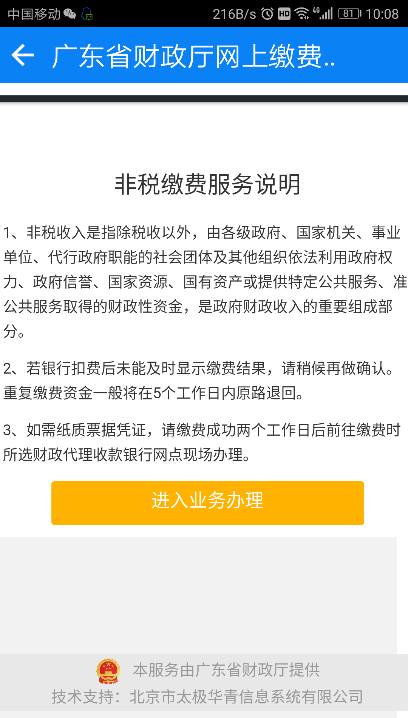 中国移动 216B/s HD 4G 81 10:08
广东省财政厅网上缴费..
非税缴费服务说明
1、非税收入是指除税收以外，由各级政府、国家机关、事业
单位、代行政府职能的社会团体及其他组织依法利用政府权
力、政府信誉、国家资源、国有资产或提供特定公共服务、准
公共服务取得的财政性资金，是政府财政收入的重要组成部
分。
2、若银行扣费后未能及时显示缴费结果，请稍候再做确认。
重复缴费资金一般将在5个工作日内原路退回。
3、如需纸质票据凭证，请缴费成功两个工作日后前往缴费时
所选财政代理收款银行网点现场办理。
进入业务办理
本服务由广东省财政厅提供
技术支持：北京市太极华青信息系统有限公司